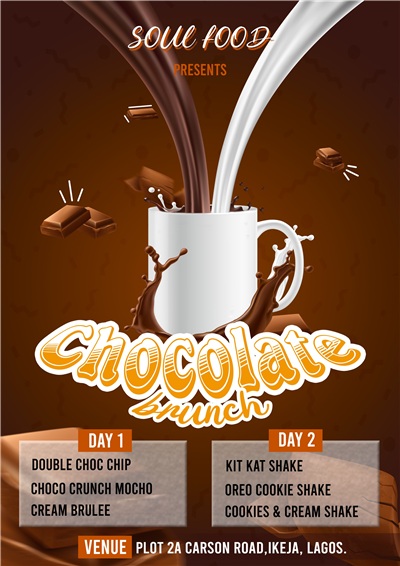 SOUL FOOD
PRESENTS
Chocolate
brunch
DAY 1
DOUBLE CHOC CHIP
CHOCO CRUNCH MOCHO
CREAM BRULEE
DAY 2
KIT KAT SHAKE
OREO COOKIE SHAKE
COOKIES & CREAM SHAKE
VENUE PLOT 2A CARSON ROAD,IKEJA, LAGOS.